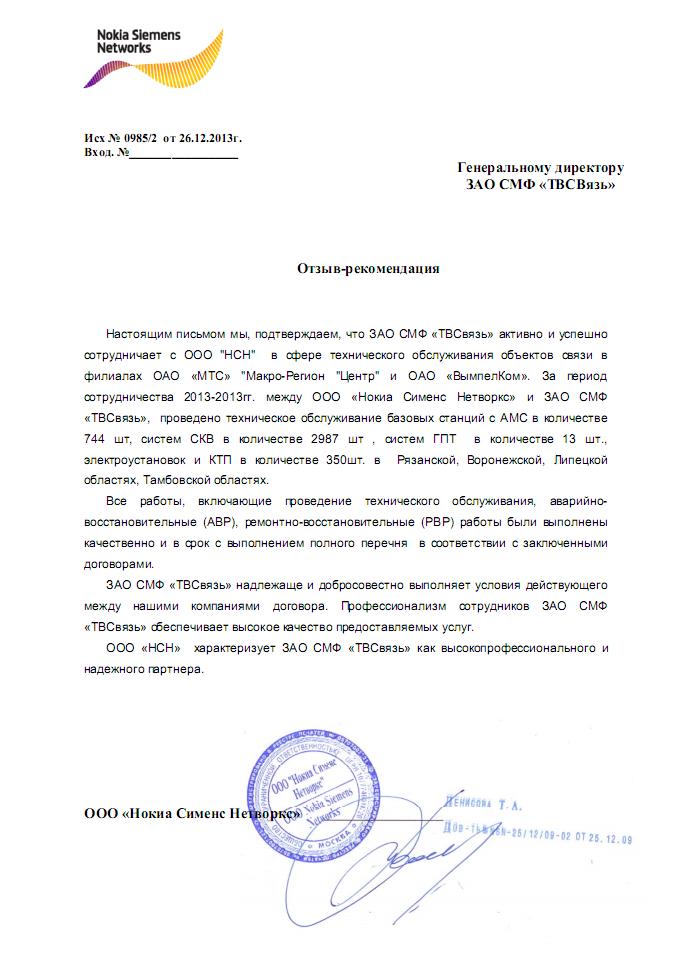 Nokia Siemens
Networks
Исх № 0985/2 от 26.12.2013г.
Вход. №
Генеральному директору
ЗАО СМФ «ТВСВязь»
Отзыв-рекомендация
Настоящим письмом мы, подтверждаем, что ЗАО СМФ «ТВСвязь» активно и успешно
сотрудничает с ООО "НСН" в сфере технического обслуживания объектов связи в
филиалах ОАО «МТС» "Макро-Регион "Центр" и ОАО «ВымпелКом». За период
сотрудничества 2013-2013гг. между ООО «Нокиа Сименс Нетворкс» и ЗАО СМФ
«ТВСвязь», проведено техническое обслуживание базовых станций с АМС в количестве
744 шт, систем СКВ в количестве 2987 шт , систем ГПТ в количестве 13 шт.,
электроустановок и КТП в количестве 350шт. в Рязанской, Воронежской, Липецкой
областях, Тамбовской областях.
Все работы, включающие проведение технического обслуживания, аварийно-
восстановительные (АВР), ремонтно-восстановительные (РВР) работы были выполнены
качественно и в срок с выполнением полного перечня в соответствии с заключенными
договорами.
ЗАО СМФ «ТВСвязь» надлежаще и добросовестно выполняет условия действующего
между нашими компаниями договора. Профессионализм сотрудников ЗАО СМФ
«ТВСвязь» обеспечивает высокое качество предоставляемых услуг.
ООО «НСН» характеризует ЗАО СМФ «ТВСвязь» как высокопрофессионального и
надежного партнера.
ООО "Нокиа Сименс
Нетворкс"
ООО Nokia Siemens
Networks
МОСКВА
ООО «Нокиа Сименс Нетворкс»
Денисова Т.А.
25/12/09-02 ОТ 25.12.09